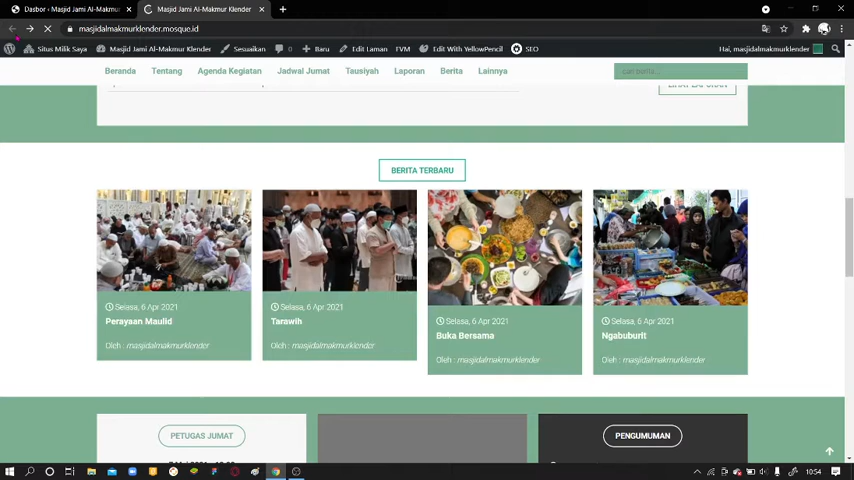 Dasbor ‹ Masjid Jami Al-Makmur
Masjid Jami Al-Makmur Klender
masjidalmakmurklender.mosque.id
Situs Milik Saya
Masjid Jami Al-Makmur Klender
Sesuaikan
0
Baru
Edit Laman
FVM
Edit With YellowPencil
SEO
Hai, masjidalmakmurklender
Beranda
Tentang
Agenda Kegiatan
Jadwal Jumat
Tausiyah
Laporan
Berita
Lainnya
BERITA TERBARU
Selasa, 6 Apr 2021
Perayaan Maulid
Oleh : masjidalmakmurklender
Selasa, 6 Apr 2021
Tarawih
Oleh : masjidalmakmurklender
Selasa, 6 Apr 2021
Buka Bersama
Oleh : masjidalmakmurklender
Selasa, 6 Apr 2021
Ngabuburit
Oleh : masjidalmakmurklender
PETUGAS JUMAT
PENGUMUMAN
10:54